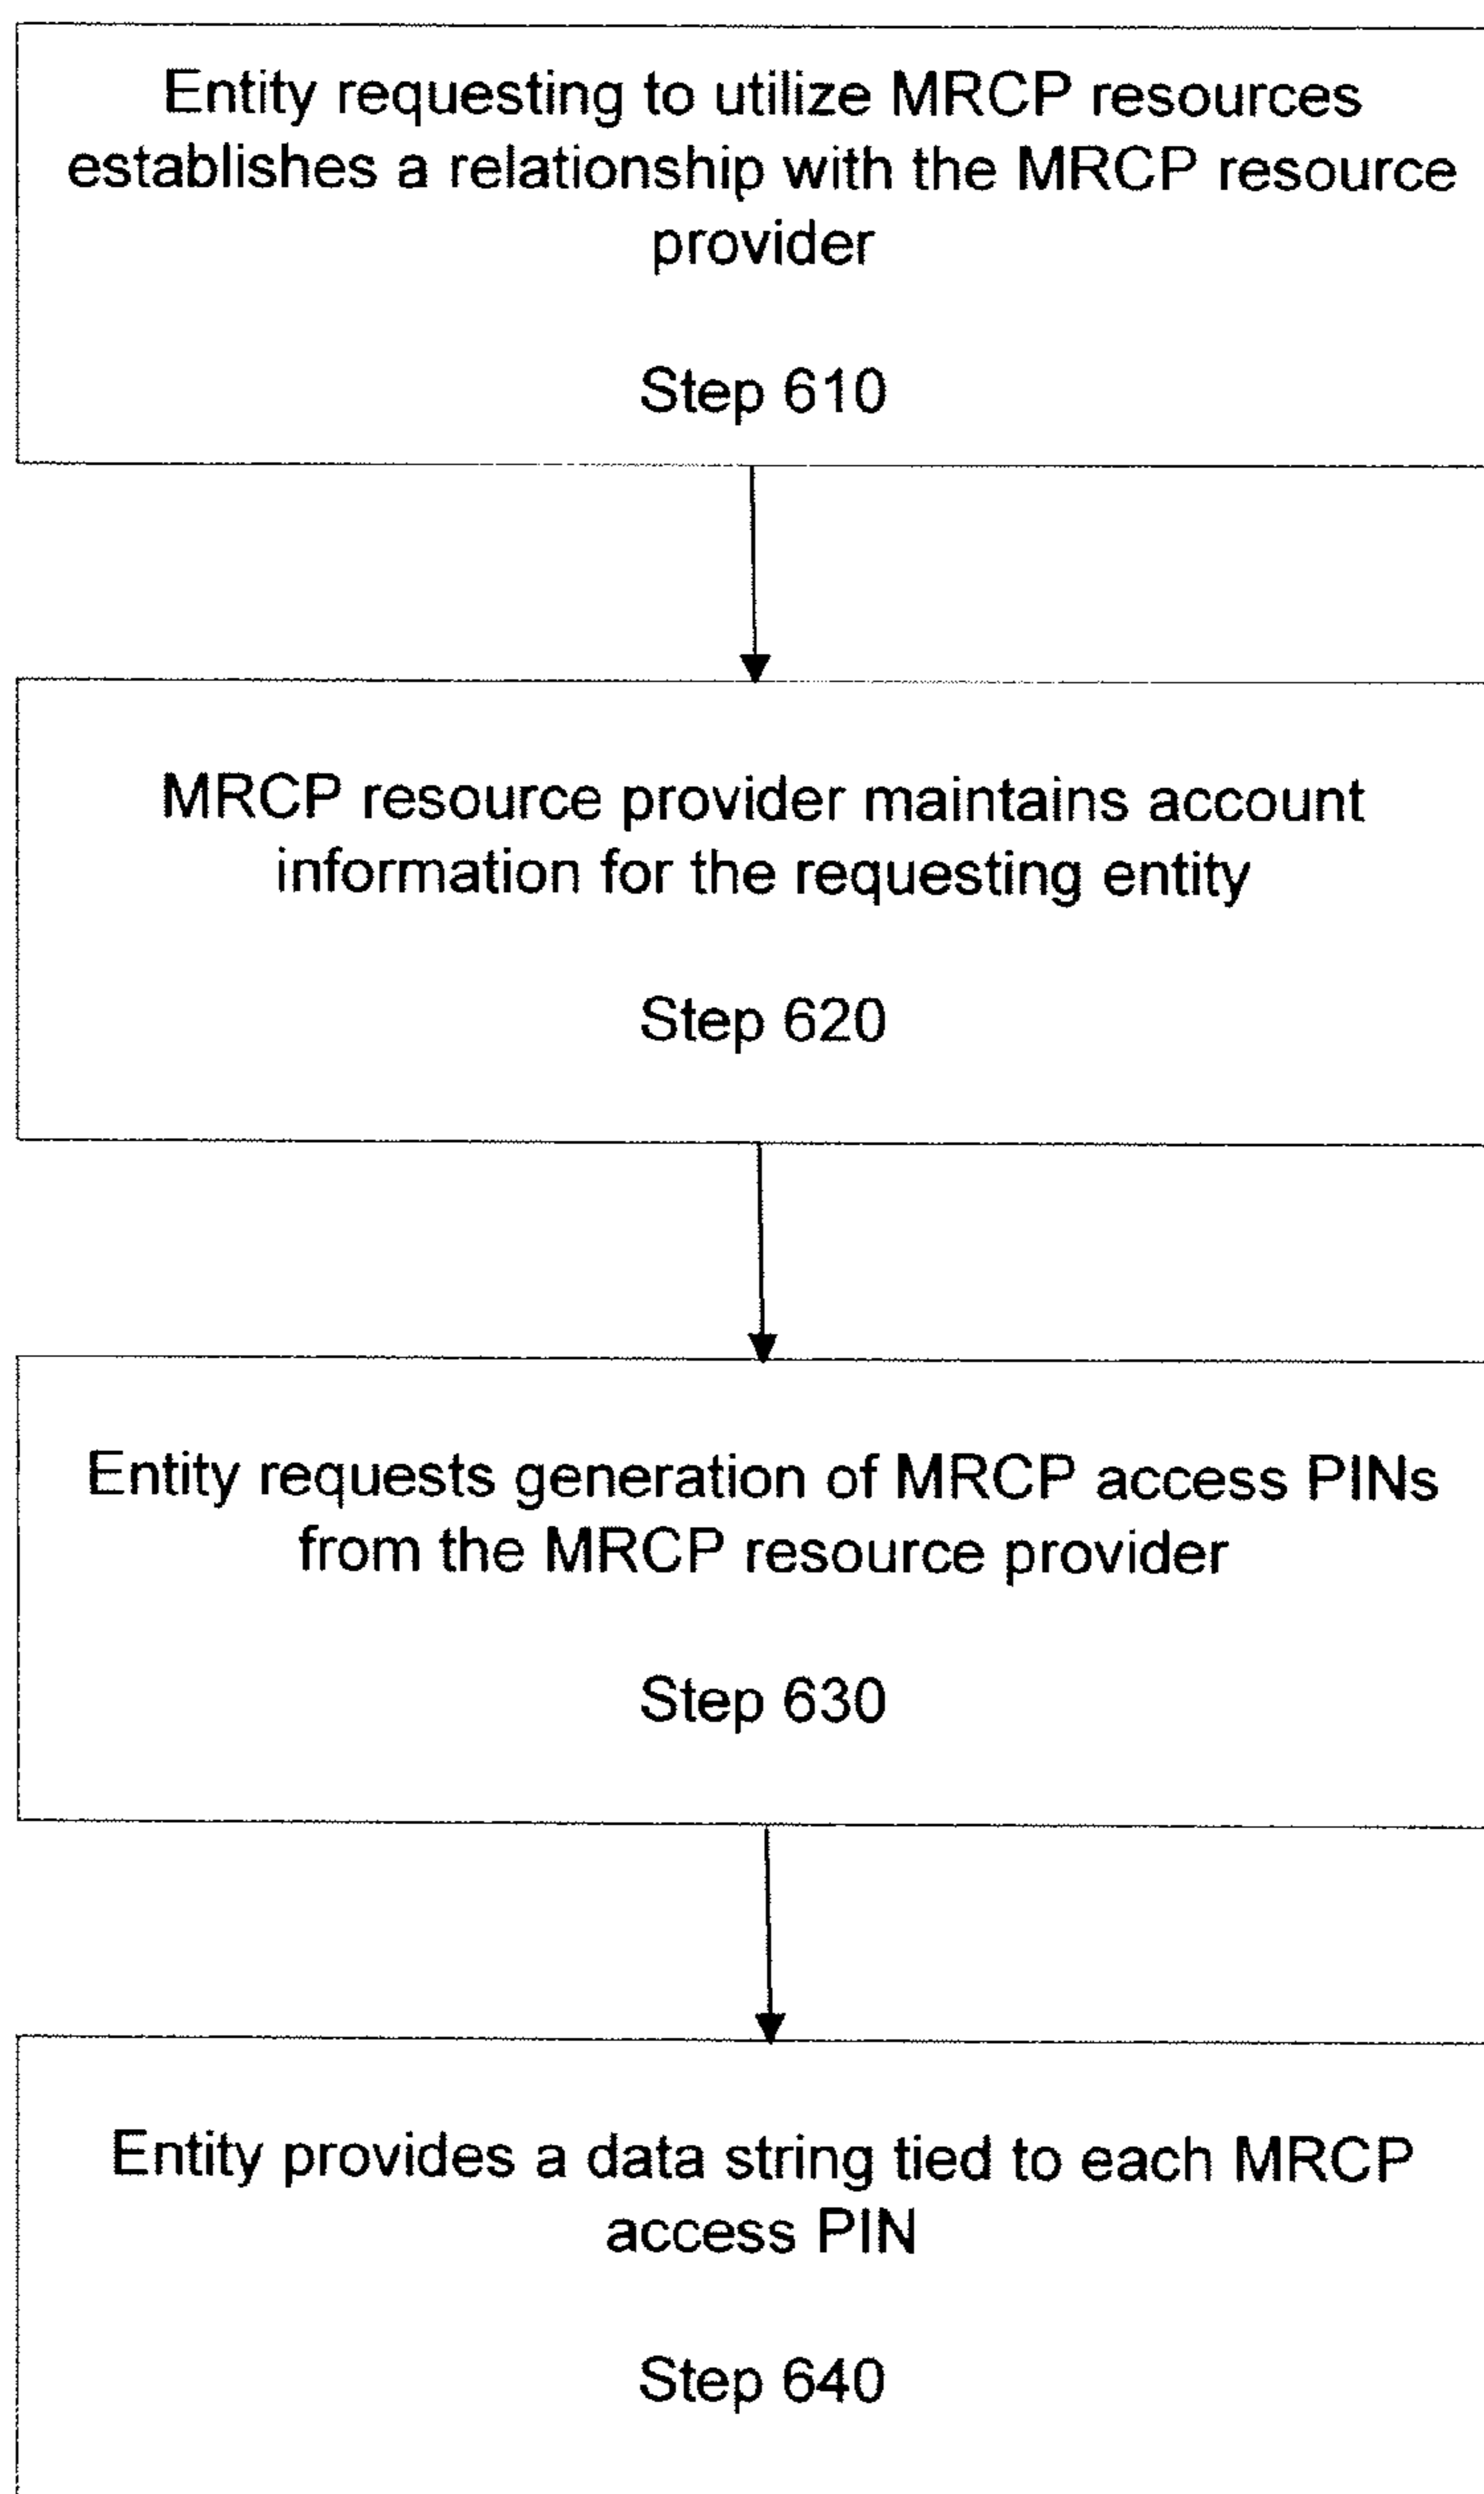 Entity requesting to utilize MRCP resources
establishes a relationship with the MRCP resource
provider
Step 610
MRCP resource provider maintains account
information for the requesting entity
Step 620
Entity requests generation of MRCP access PINs
from the MRCP resource provider
Step 630
Entity provides a data string tied to each MRCP
access PIN
Step 640